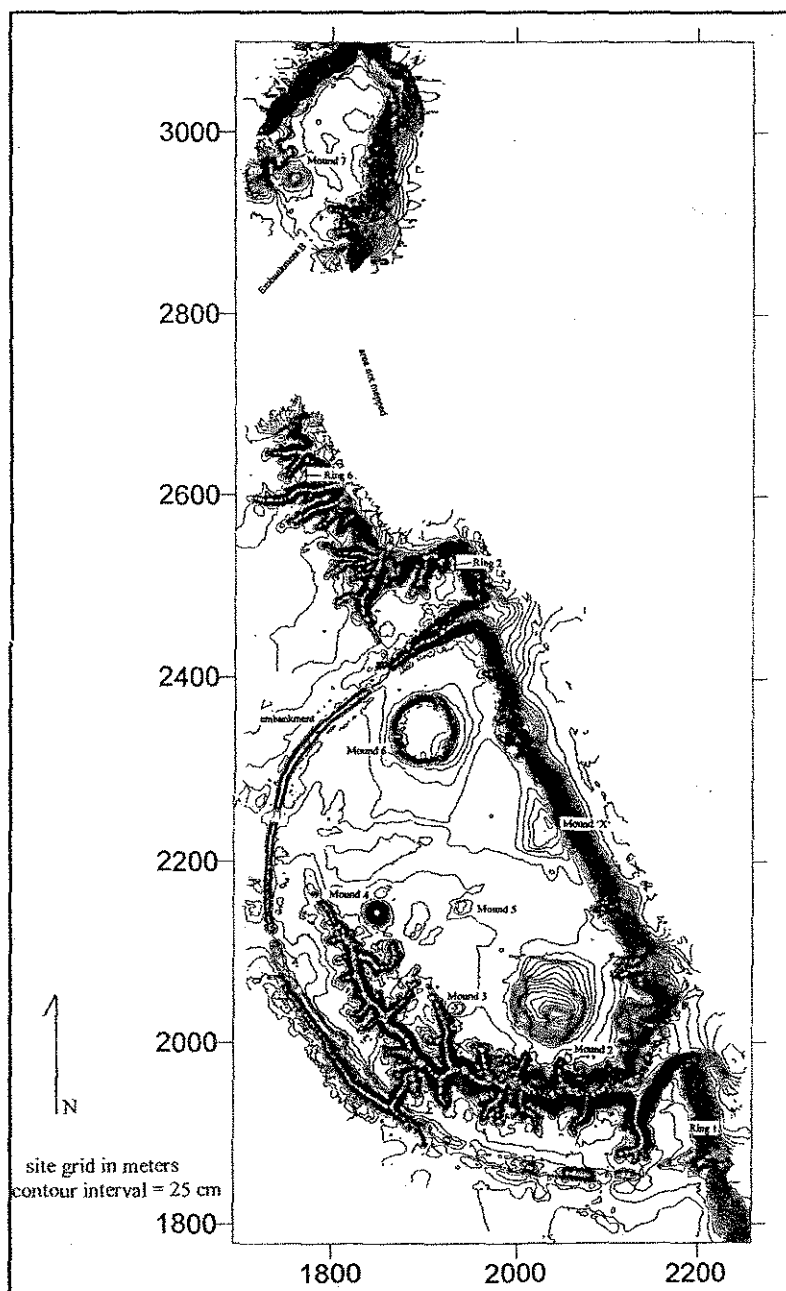 3000
Mound 7
Embankment B
2800
area not mapped
Ring 6
2600
Ring 2
2400
embankment
Mound 6
Mound 'X'
2200
Mound 4
Mound 5
Mound 3
2000
Mound 2
N
Ring 1
site grid in meters
contour interval = 25 cm
1800
1800
2000
2200